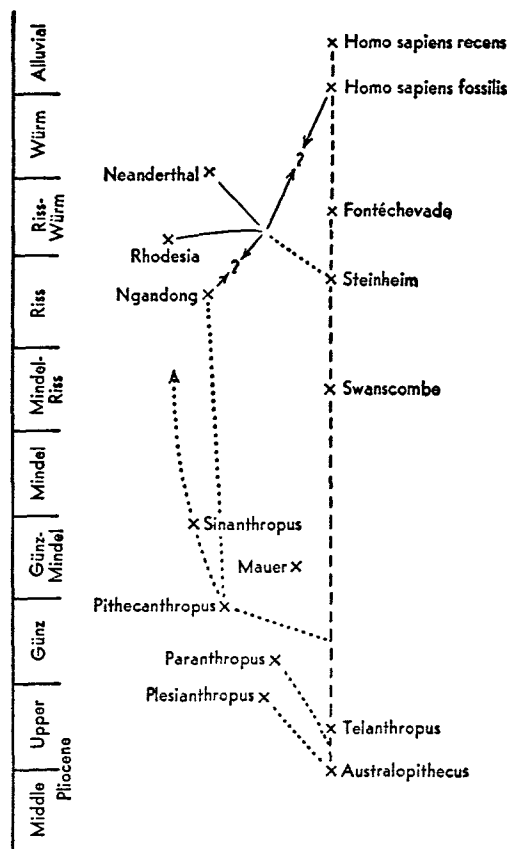 Alluvial
Würm
Riss-
Würm
Riss
Mindel-
Riss
Mindel
Günz-
Mindel
Günz
Upper
Middle
Pliocene
Homo sapiens recens
Homo sapiens fossilis
?
Neanderthal
Fontéchevade
Rhodesia
?
Steinheim
Ngandong
Swanscombe
Sinanthropus
Mauer
Pithecanthropus
Paranthropus
Plesianthropus
Telanthropus
Australopithecus